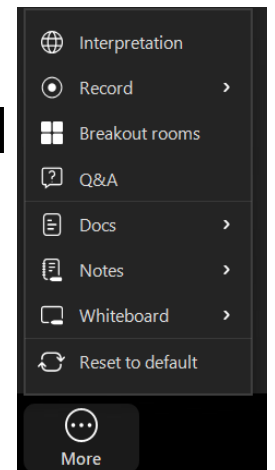 Interpretation
Record
Breakout rooms
Q&A
Docs
Notes
Whiteboard
Reset to default
More